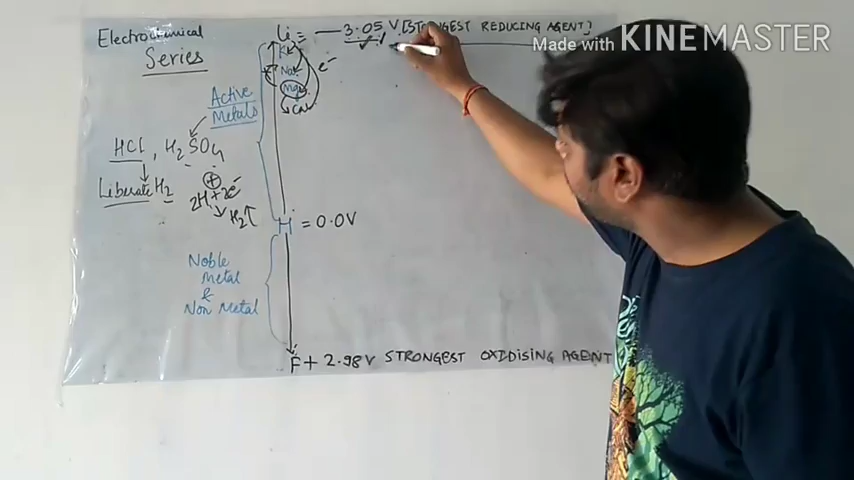 Electrochemical
Series
Li = — 3.05 V [STRONGEST REDUCING AGENT]
Made with KINEMASTER
K
Na
Mg
Ca
e⁻
Active
Metals
HCl, H₂SO₄
Liberate H₂
2H⁺ + 2e⁻
H₂↑
H = 0.0V
Noble
Metal
&
Non Metal
F + 2.98V STRONGEST OXIDISING AGENT